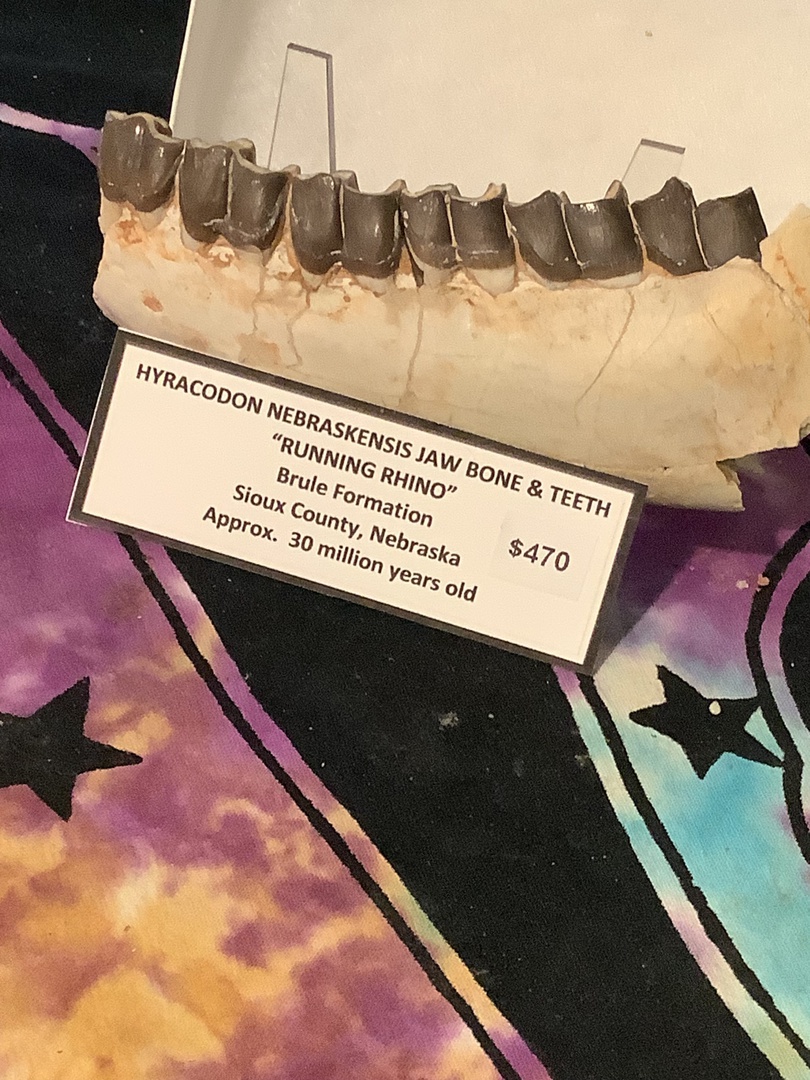 HYRACODON NEBRASKENSIS JAW BONE & TEETH
“RUNNING RHINO”
Brule Formation
Sioux County, Nebraska
Approx. 30 million years old
$470